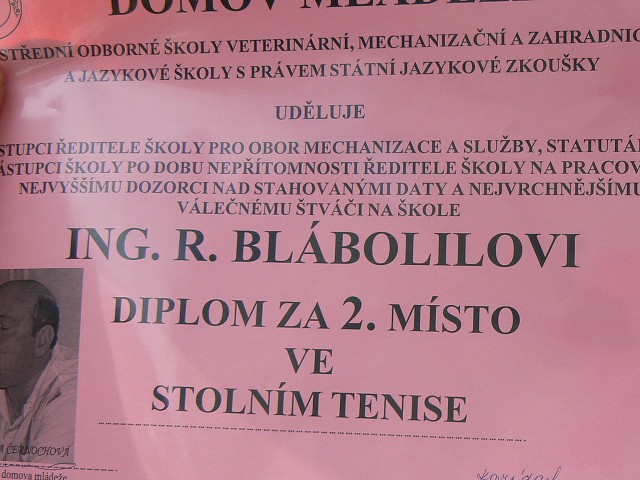 DOMOV MLÁDEŽE
STŘEDNÍ ODBORNÉ ŠKOLY VETERINÁRNÍ, MECHANIZAČNÍ A ZAHRADNIC
A JAZYKOVÉ ŠKOLY S PRÁVEM STÁTNÍ JAZYKOVÉ ZKOUŠKY
UDĚLUJE
STUPCI ŘEDITELE ŠKOLY PRO OBOR MECHANIZACE A SLUŽBY, STATUTÁ
ÁSTUPCI ŠKOLY PO DOBU NEPŘÍTOMNOSTI ŘEDITELE ŠKOLY NA PRACOV
NEJVYŠŠÍMU DOZORCI NAD STAHOVANÝMI DATY A NEJVRCHNĚJŠÍMU
VÁLEČNÉMU ŠTVÁČI NA ŠKOLE
ING. R. BLÁBOLILOVI
DIPLOM ZA 2. MÍSTO
VE
STOLNÍM TENISE
A ČERNOCHOVÁ
domova mládeže